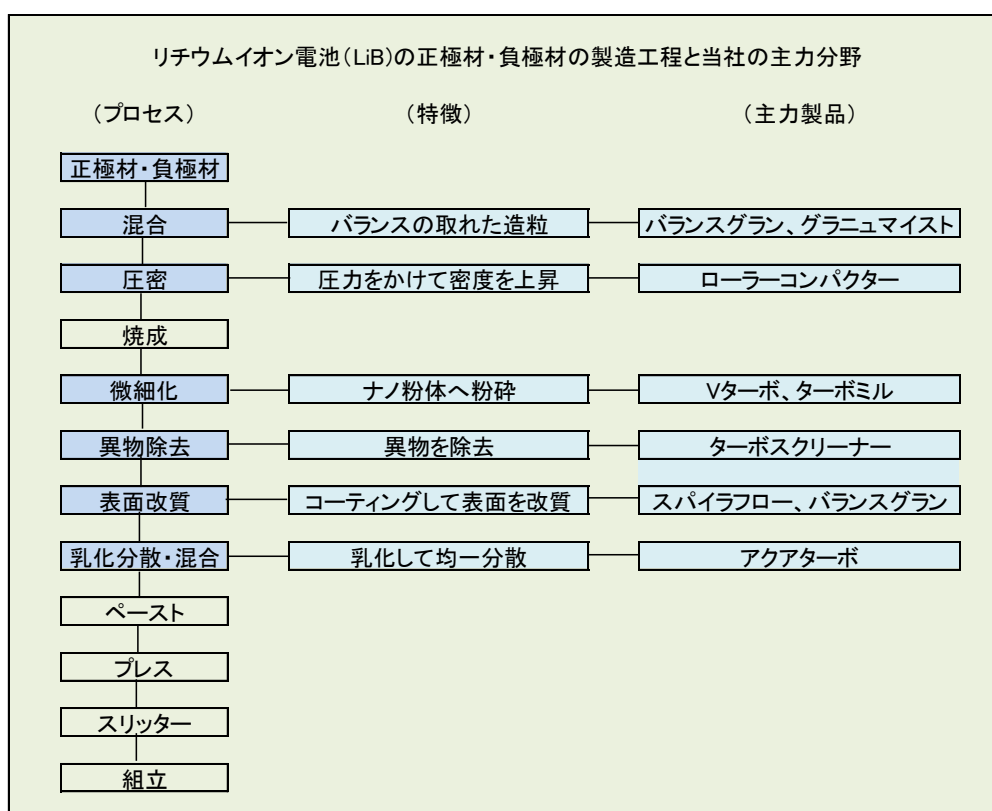 リチウムイオン電池(LiB)の正極材・負極材の製造工程と当社の主力分野
(プロセス) (特徴) (主力製品)
正極材・負極材
混合 バランスの取れた造粒 バランスグラン、グラニュマイスト
圧密 圧力をかけて密度を上昇 ローラーコンパクター
焼成
微細化 ナノ粉体へ粉砕 Vターボ、ターボミル
異物除去 異物を除去 ターボスクリーナー
表面改質 コーティングして表面を改質 スパイラフロー、バランスグラン
乳化分散・混合 乳化して均一分散 アクアターボ
ペースト
プレス
スリッター
組立